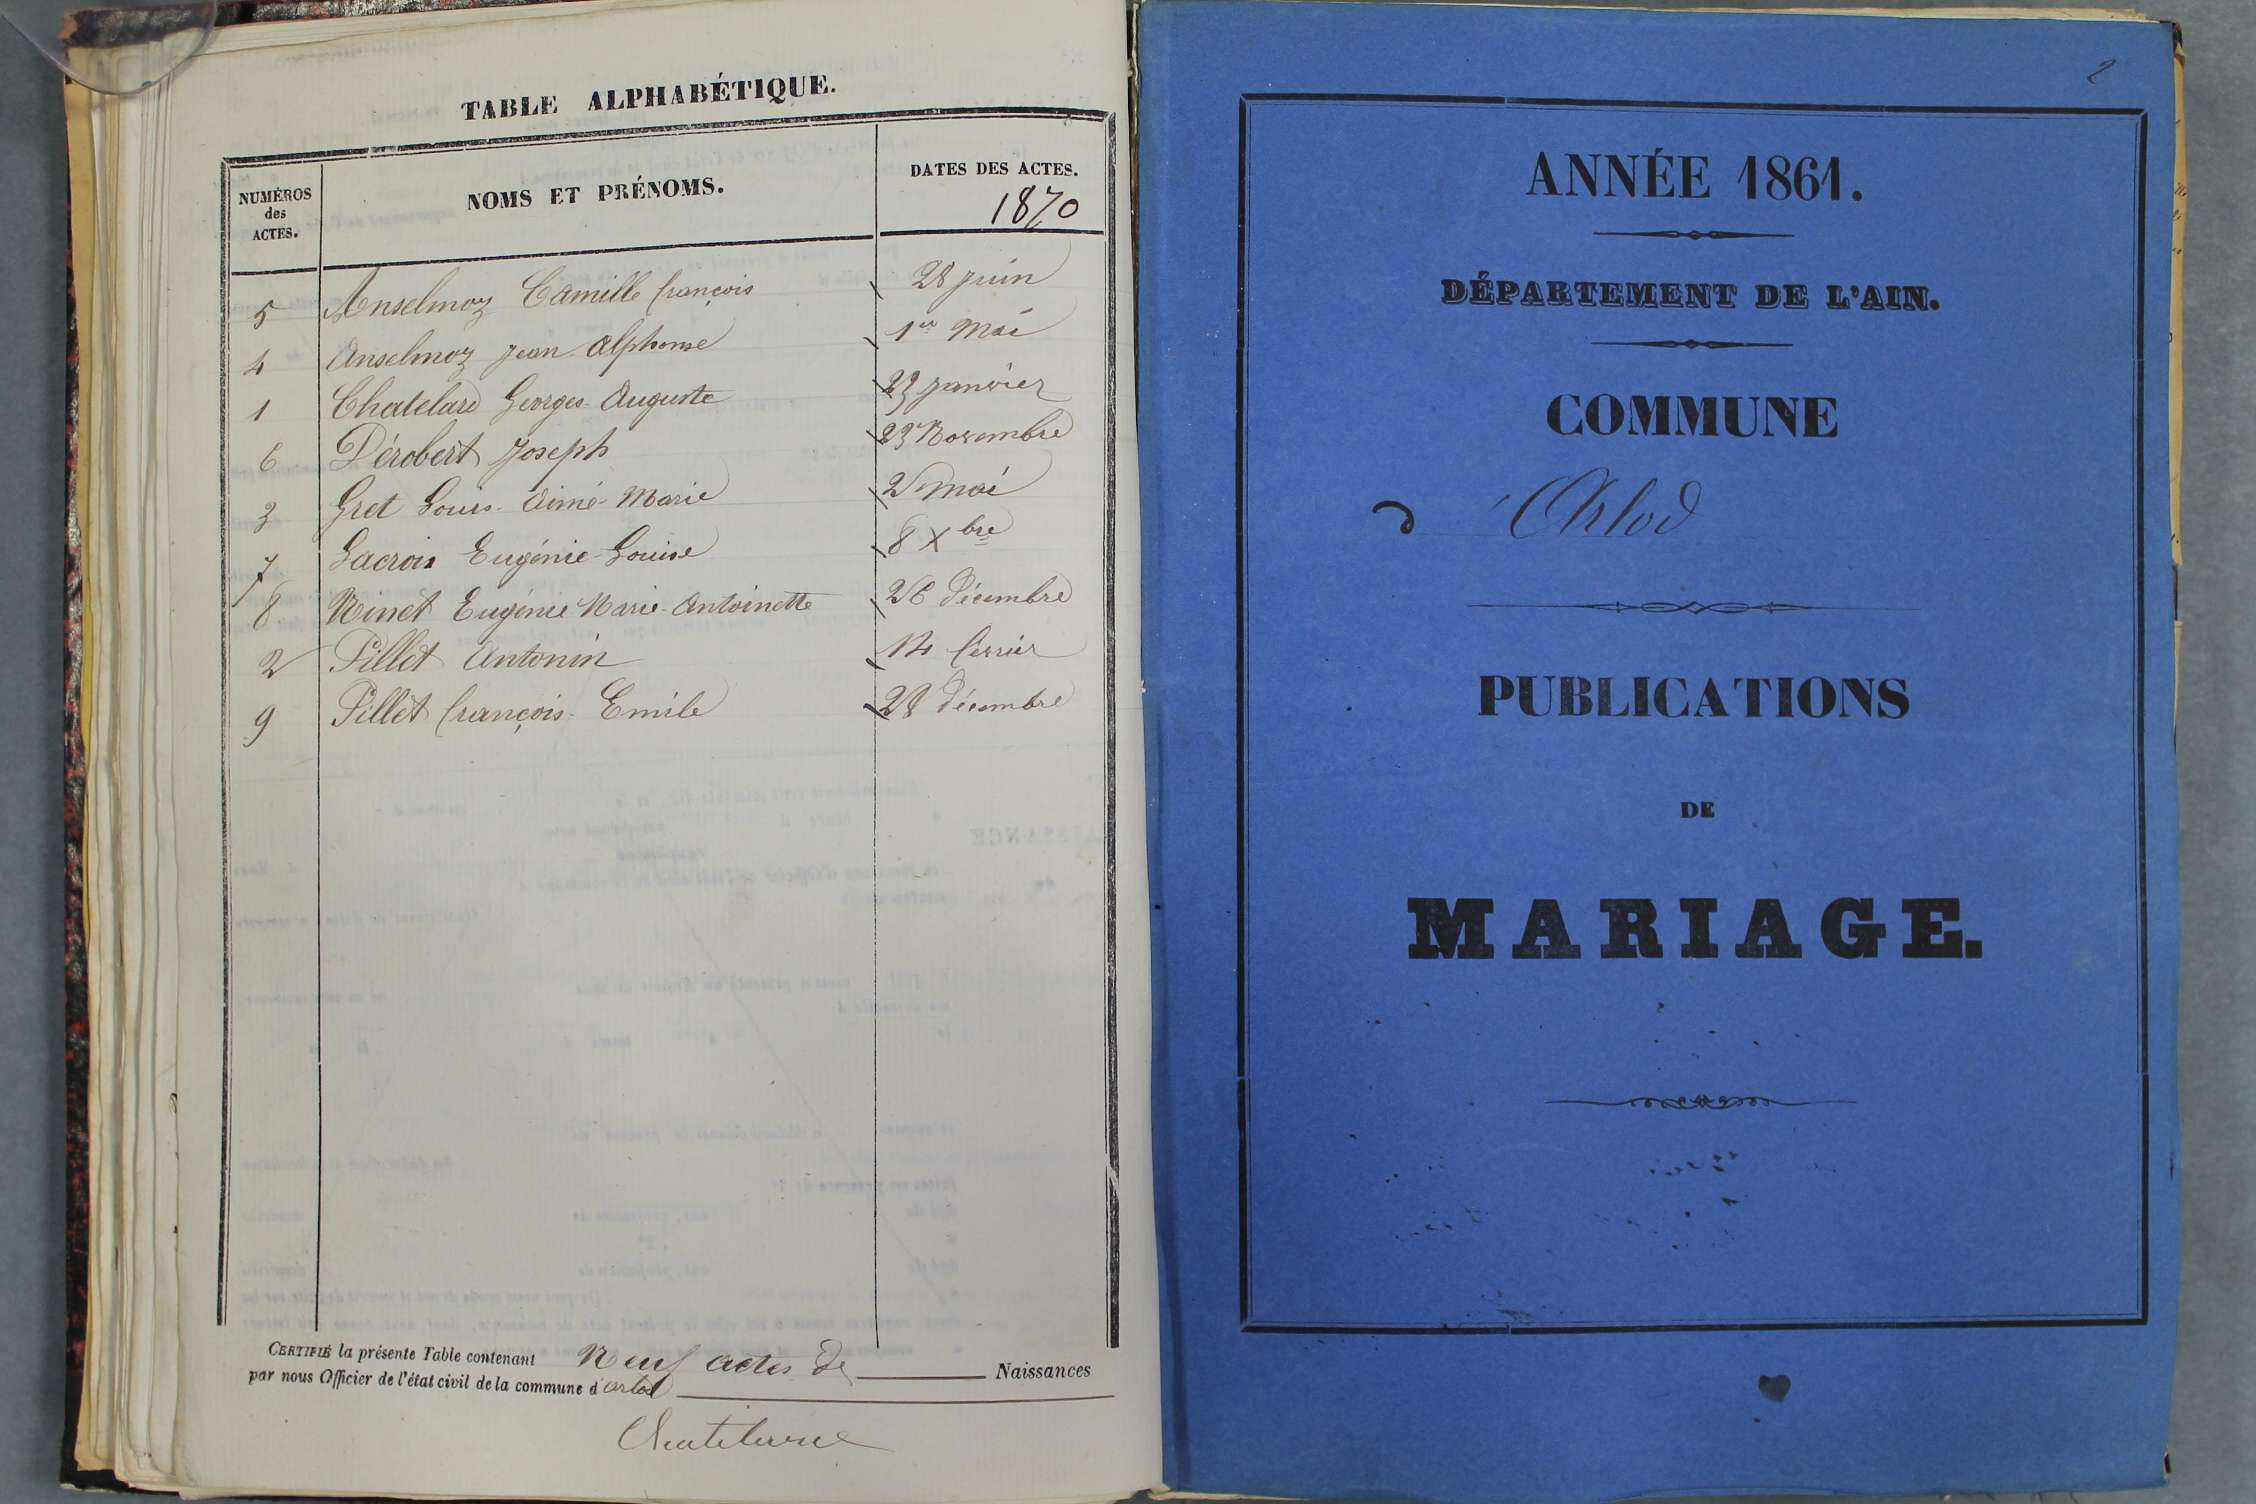 TABLE ALPHABÉTIQUE.
NUMÉROS des ACTES. NOMS ET PRÉNOMS. DATES DES ACTES.
1870
5 Anselmoz Camille françois 28 juin
4 Anselmoz Jean Alphonse 1er Mai
1 Chatelard Georges Auguste 23 janvier
6 Dérobert Joseph 23 Novembre
3 Gret Louis Aimé Marie mai
7 Lacroix Eugénie Louise 8 Xbre
8 Ninet Eugénie Marie Antoinette 26 décembre
2 Pillet Antonin 14 fevrier
9 Pillet françois Emile 28 décembre
CERTIFIÉ la présente Table contenant Neuf actes de Naissances
par nous Officier de l'état civil de la commune d'arlod
Chatelard
2
ANNÉE 1861.
DÉPARTEMENT DE L'AIN.
COMMUNE
D'Arlod
PUBLICATIONS
DE
MARIAGE.